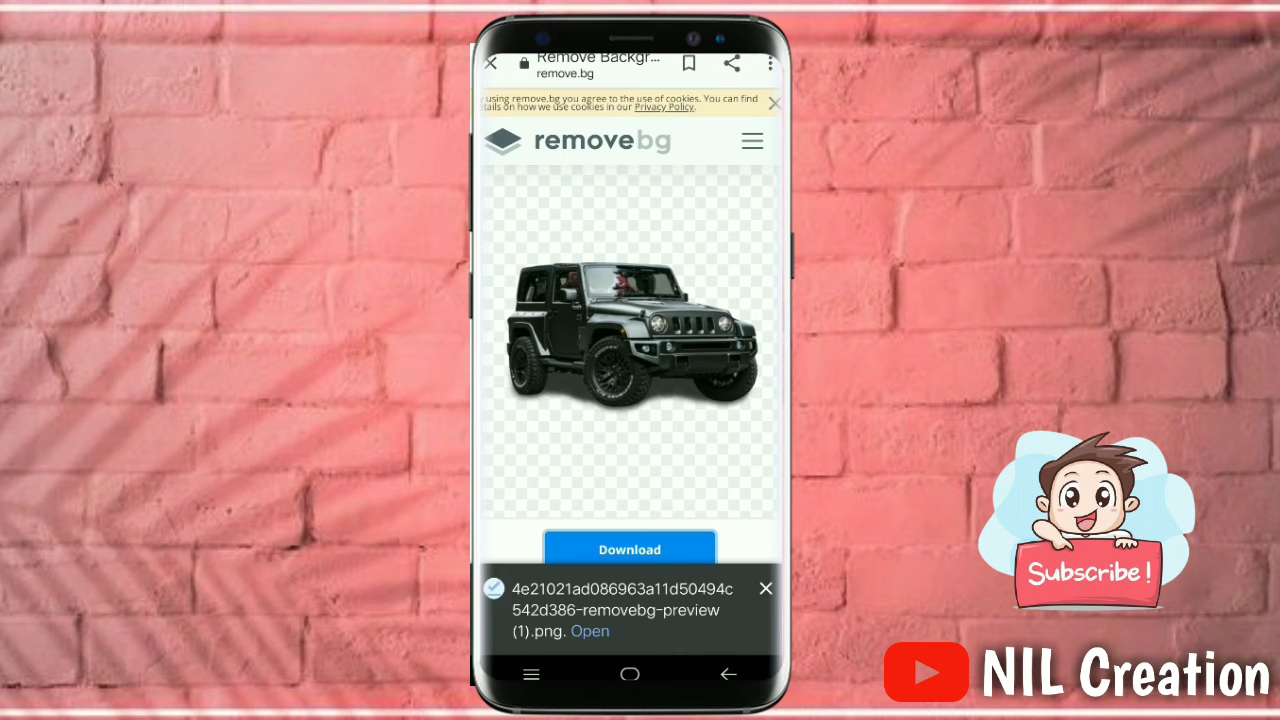 Remove Backgr...
remove.bg
using remove.bg you agree to the use of cookies. You can find
tails on how we use cookies in our Privacy Policy.
removebg
Download
4e21021ad086963a11d50494c
542d386-removebg-preview
(1).png. Open
Subscribe!
NIL Creation